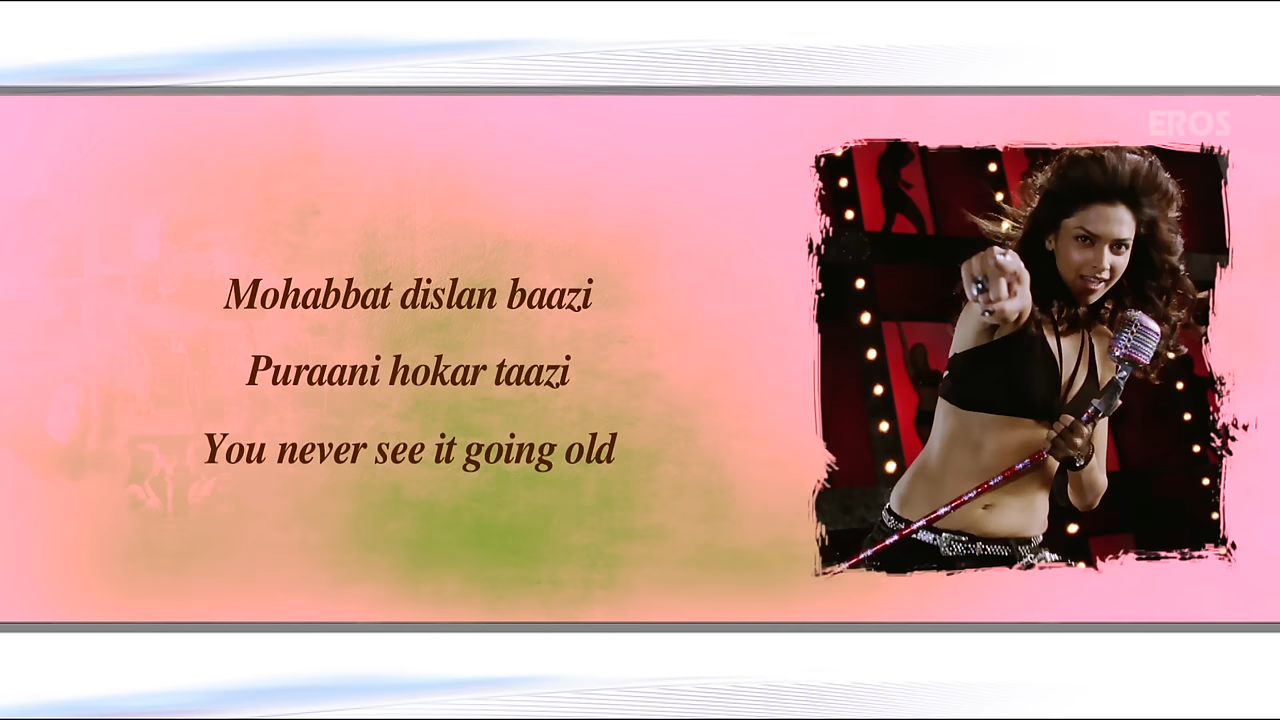 EROS
Mohabbat dislan baazi
Puraani hokar taazi
You never see it going old